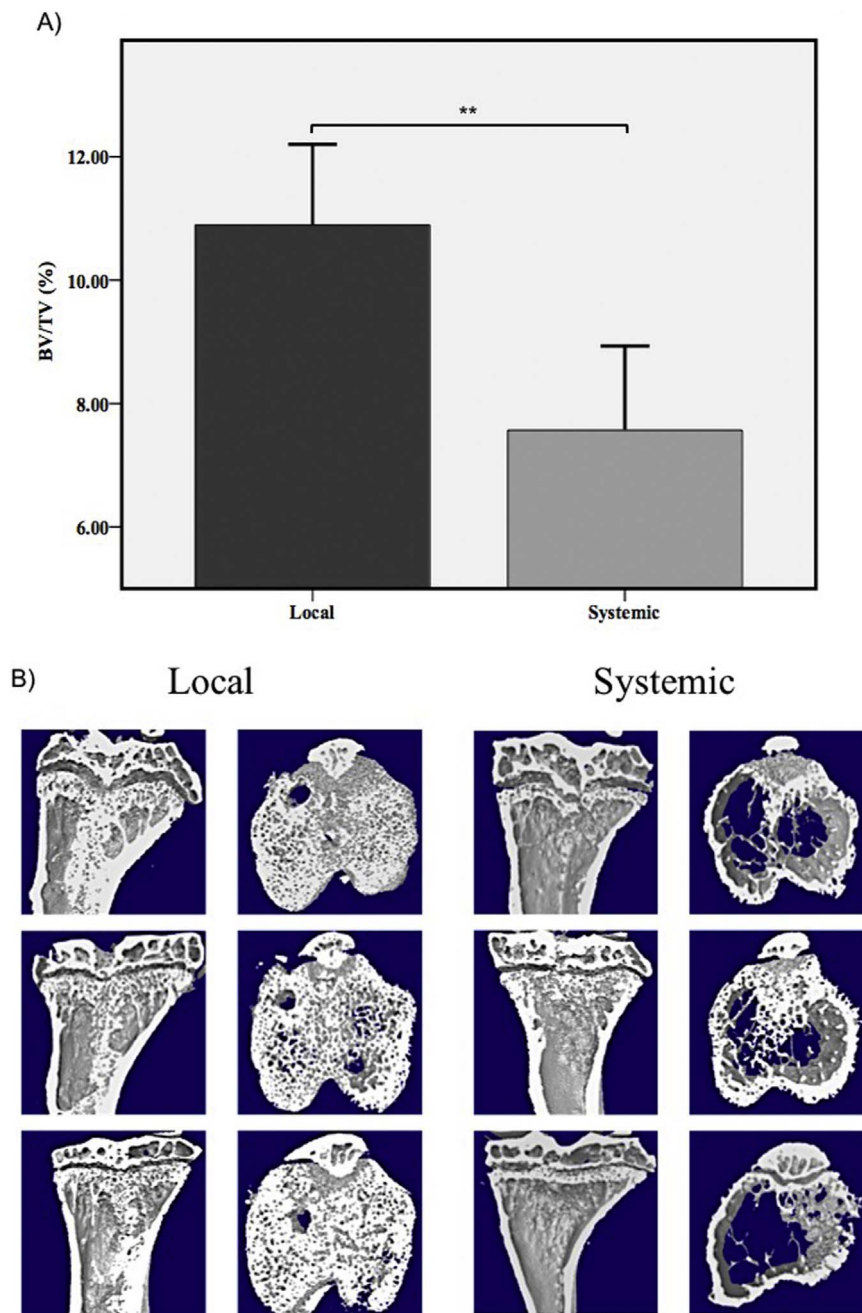 A)
**
12.00
10.00
8.00
6.00
BV/TV (%)
Local
Systemic
B)
Local
Systemic